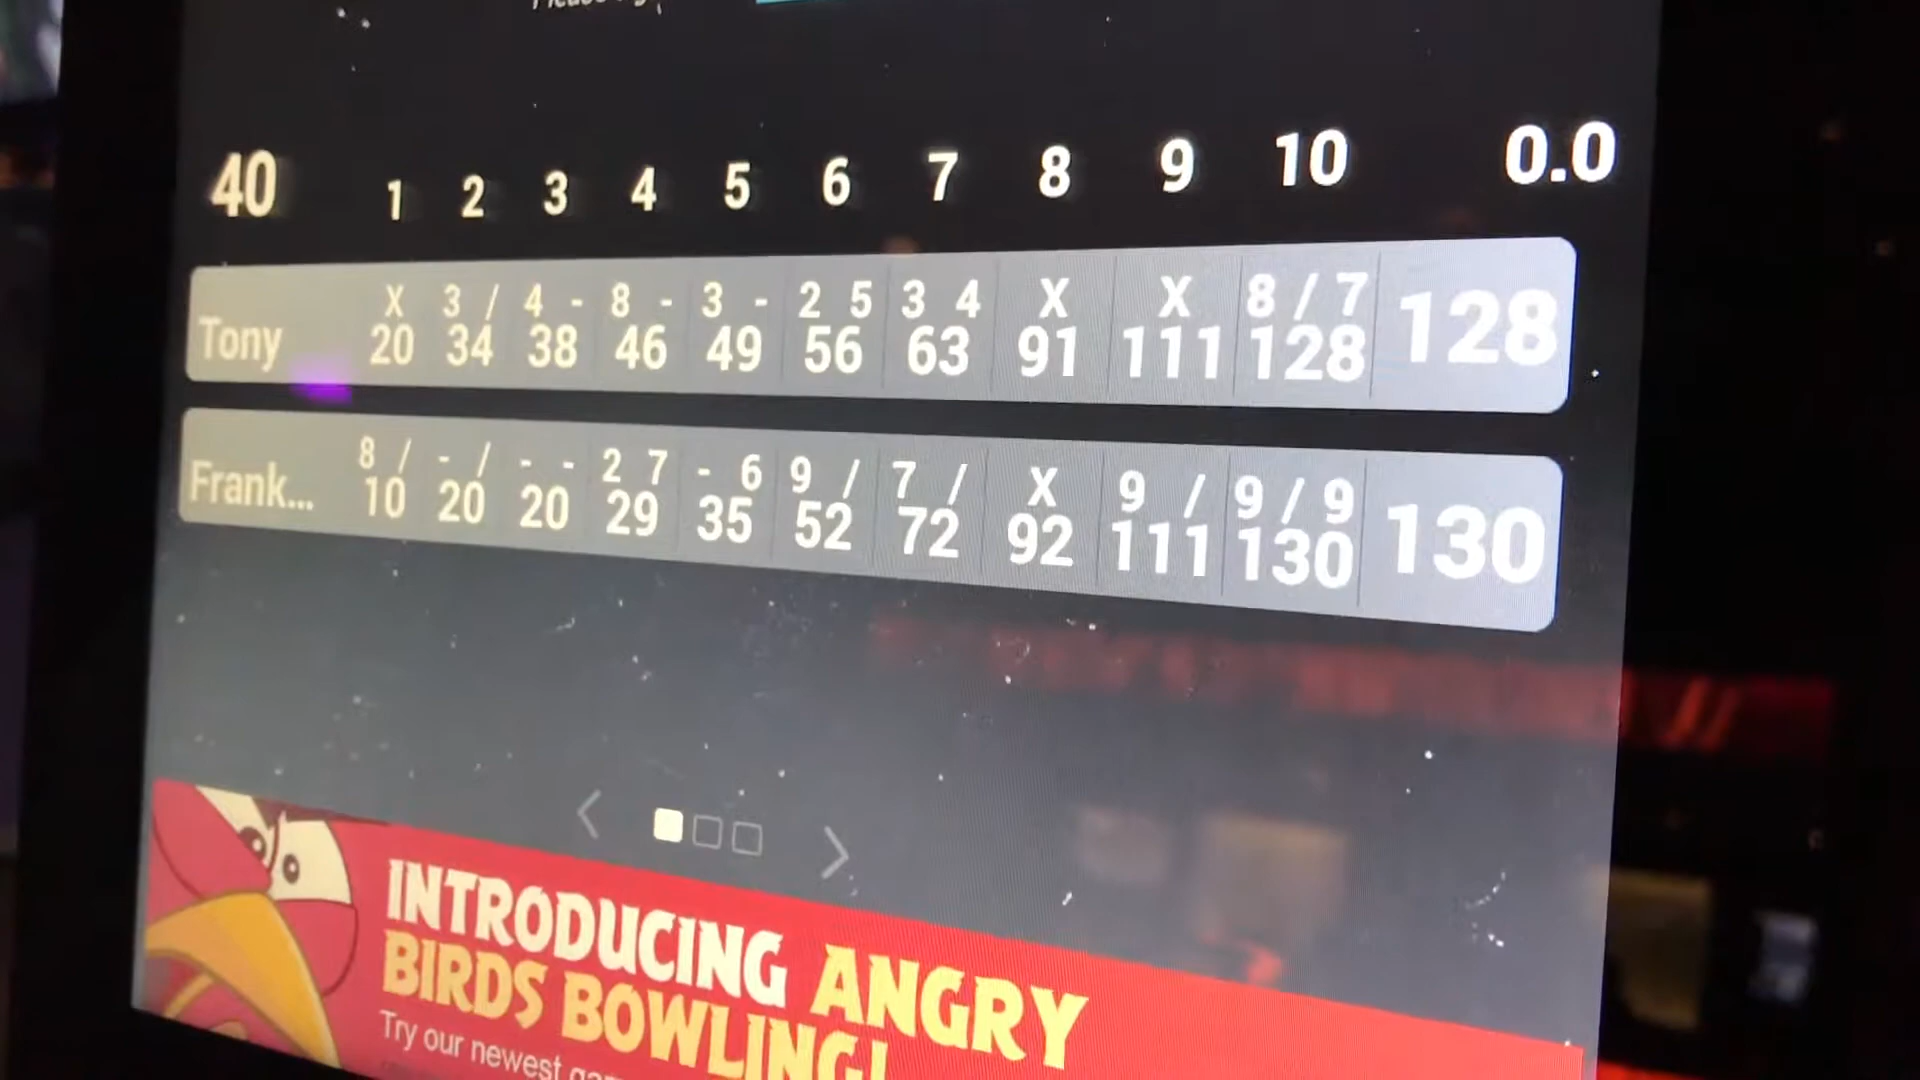 40 1 2 3 4 5 6 7 8 9 10 0.0
X 3 / 4 - 8 - 3 - 2 5 3 4 X X 8 / 7
Tony 20 34 38 46 49 56 63 91 111 128 128
8 / - / - - 2 7 - 6 9 / 7 / X 9 / 9 / 9
Frank... 10 20 20 29 35 52 72 92 111 130 130
INTRODUCING ANGRY
BIRDS BOWLING!
Try our newest